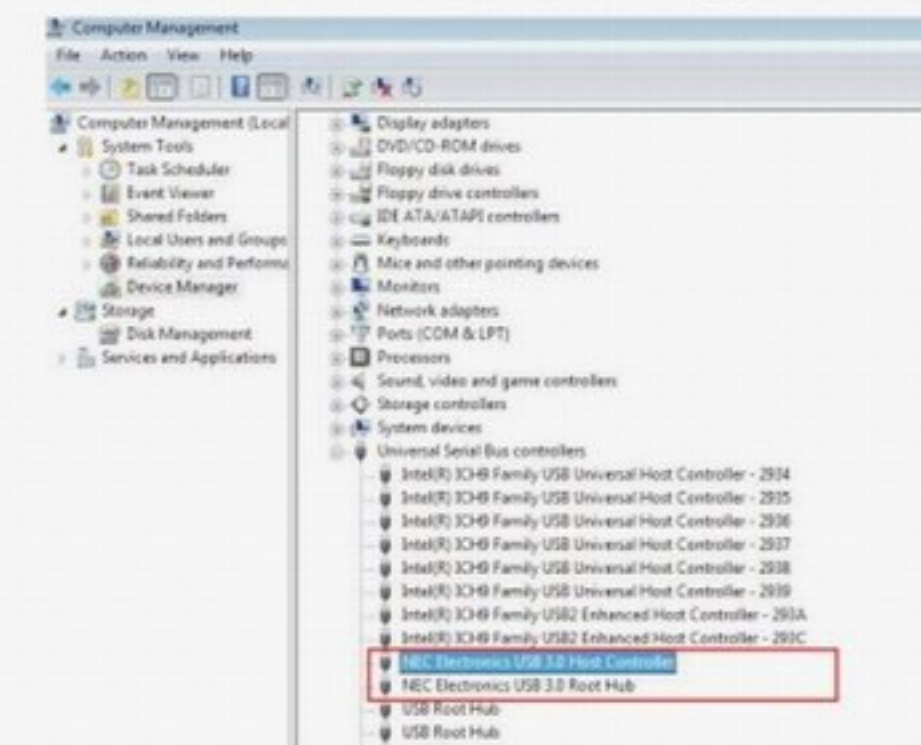 Computer Management
File Action View Help
Computer Management (Local
System Tools
Task Scheduler
Event Viewer
Shared Folders
Local Users and Groups
Reliability and Performa
Device Manager
Storage
Disk Management
Services and Applications
Display adapters
DVD/CD-ROM drives
Floppy disk drives
Floppy drive controllers
IDE ATA/ATAPI controllers
Keyboards
Mice and other pointing devices
Monitors
Network adapters
Ports (COM & LPT)
Processors
Sound, video and game controllers
Storage controllers
System devices
Universal Serial Bus controllers
Intel(R) ICH9 Family USB Universal Host Controller - 2934
Intel(R) ICH9 Family USB Universal Host Controller - 2935
Intel(R) ICH9 Family USB Universal Host Controller - 2936
Intel(R) ICH9 Family USB Universal Host Controller - 2937
Intel(R) ICH9 Family USB Universal Host Controller - 2938
Intel(R) ICH9 Family USB Universal Host Controller - 2939
Intel(R) ICH9 Family USB2 Enhanced Host Controller - 293A
Intel(R) ICH9 Family USB2 Enhanced Host Controller - 293C
NEC Electronics USB 3.0 Host Controller
NEC Electronics USB 3.0 Root Hub
USB Root Hub
USB Root Hub